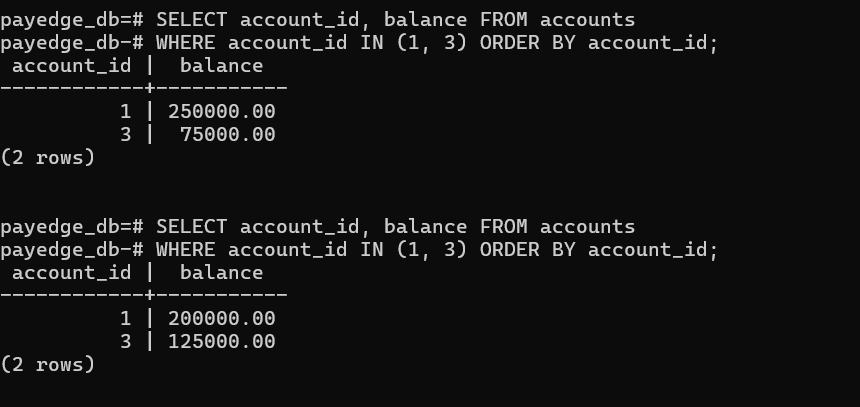 payedge_db=# SELECT account_id, balance FROM accounts
payedge_db-# WHERE account_id IN (1, 3) ORDER BY account_id;
 account_id |  balance
------------+-----------
          1 | 250000.00
          3 |  75000.00
(2 rows)
payedge_db=# SELECT account_id, balance FROM accounts
payedge_db-# WHERE account_id IN (1, 3) ORDER BY account_id;
 account_id |  balance
------------+-----------
          1 | 200000.00
          3 | 125000.00
(2 rows)